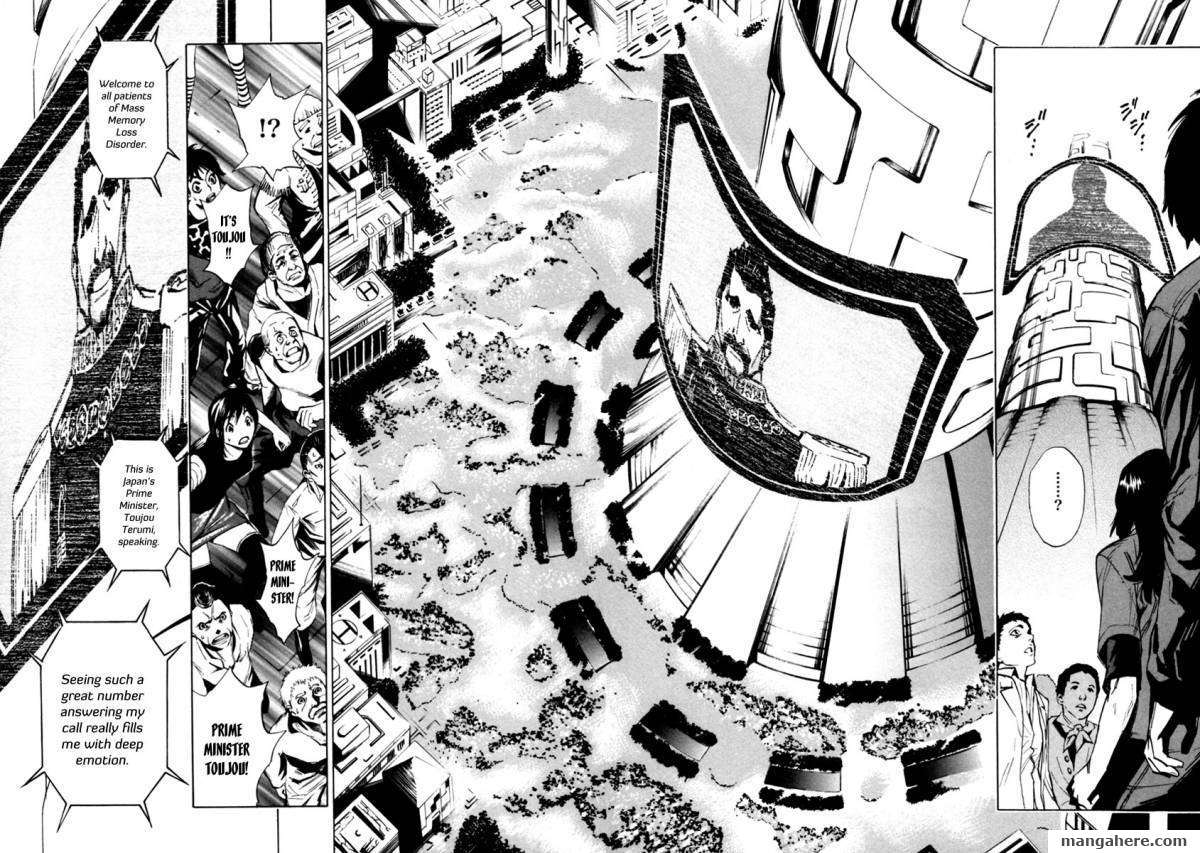 ......?
!?
IT'S
TOUJOU
!!
PRIME
MINI-
STER!
PRIME
MINISTER
TOUJOU!
Welcome to
all patients
of Mass
Memory
Loss
Disorder.
This is
Japan's
Prime
Minister,
Toujou
Terumi,
speaking.
Seeing such a
great number
answering my
call really fills
me with deep
emotion.
H
H
mangahere.com